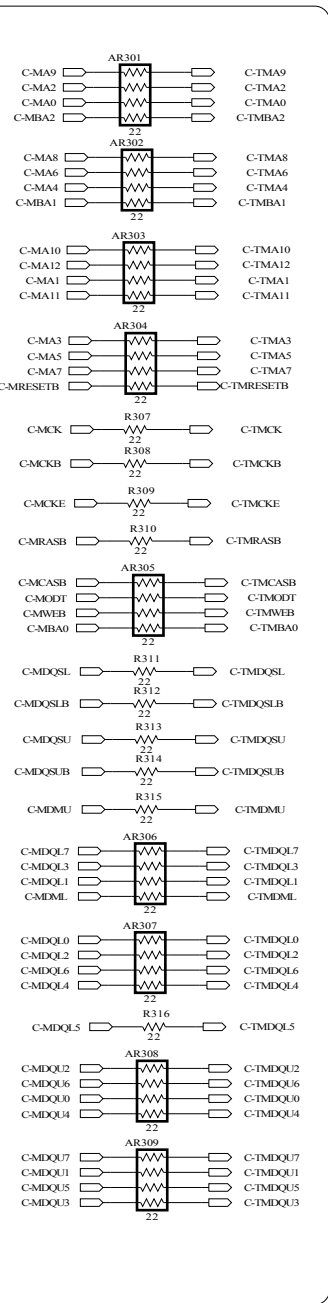 AR301
C-MA9 C-TMA9
C-MA2 C-TMA2
C-MA0 C-TMA0
C-MBA2 C-TMBA2
22
AR302
C-MA8 C-TMA8
C-MA6 C-TMA6
C-MA4 C-TMA4
C-MBA1 C-TMBA1
22
AR303
C-MA10 C-TMA10
C-MA12 C-TMA12
C-MA1 C-TMA1
C-MA11 C-TMA11
22
AR304
C-MA3 C-TMA3
C-MA5 C-TMA5
C-MA7 C-TMA7
C-MRESETB C-TMRESETB
22
R307
C-MCK C-TMCK
22
R308
C-MCKB C-TMCKB
22
R309
C-MCKE C-TMCKE
22
R310
C-MRASB C-TMRASB
22
AR305
C-MCASB C-TMCASB
C-MODT C-TMODT
C-MWEB C-TMWEB
C-MBA0 C-TMBA0
22
R311
C-MDQSL C-TMDQSL
22
R312
C-MDQSLB C-TMDQSLB
22
R313
C-MDQSU C-TMDQSU
22
R314
C-MDQSUB C-TMDQSUB
22
R315
C-MDMU C-TMDMU
22
AR306
C-MDQL7 C-TMDQL7
C-MDQL3 C-TMDQL3
C-MDQL1 C-TMDQL1
C-MDML C-TMDML
22
AR307
C-MDQL0 C-TMDQL0
C-MDQL2 C-TMDQL2
C-MDQL6 C-TMDQL6
C-MDQL4 C-TMDQL4
22
R316
C-MDQL5 C-TMDQL5
22
AR308
C-MDQU2 C-TMDQU2
C-MDQU6 C-TMDQU6
C-MDQU0 C-TMDQU0
C-MDQU4 C-TMDQU4
22
AR309
C-MDQU7 C-TMDQU7
C-MDQU1 C-TMDQU1
C-MDQU5 C-TMDQU5
C-MDQU3 C-TMDQU3
22